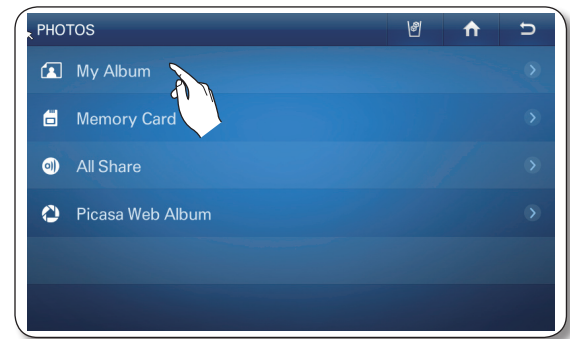 PHOTOS
My Album
Memory Card
All Share
Picasa Web Album